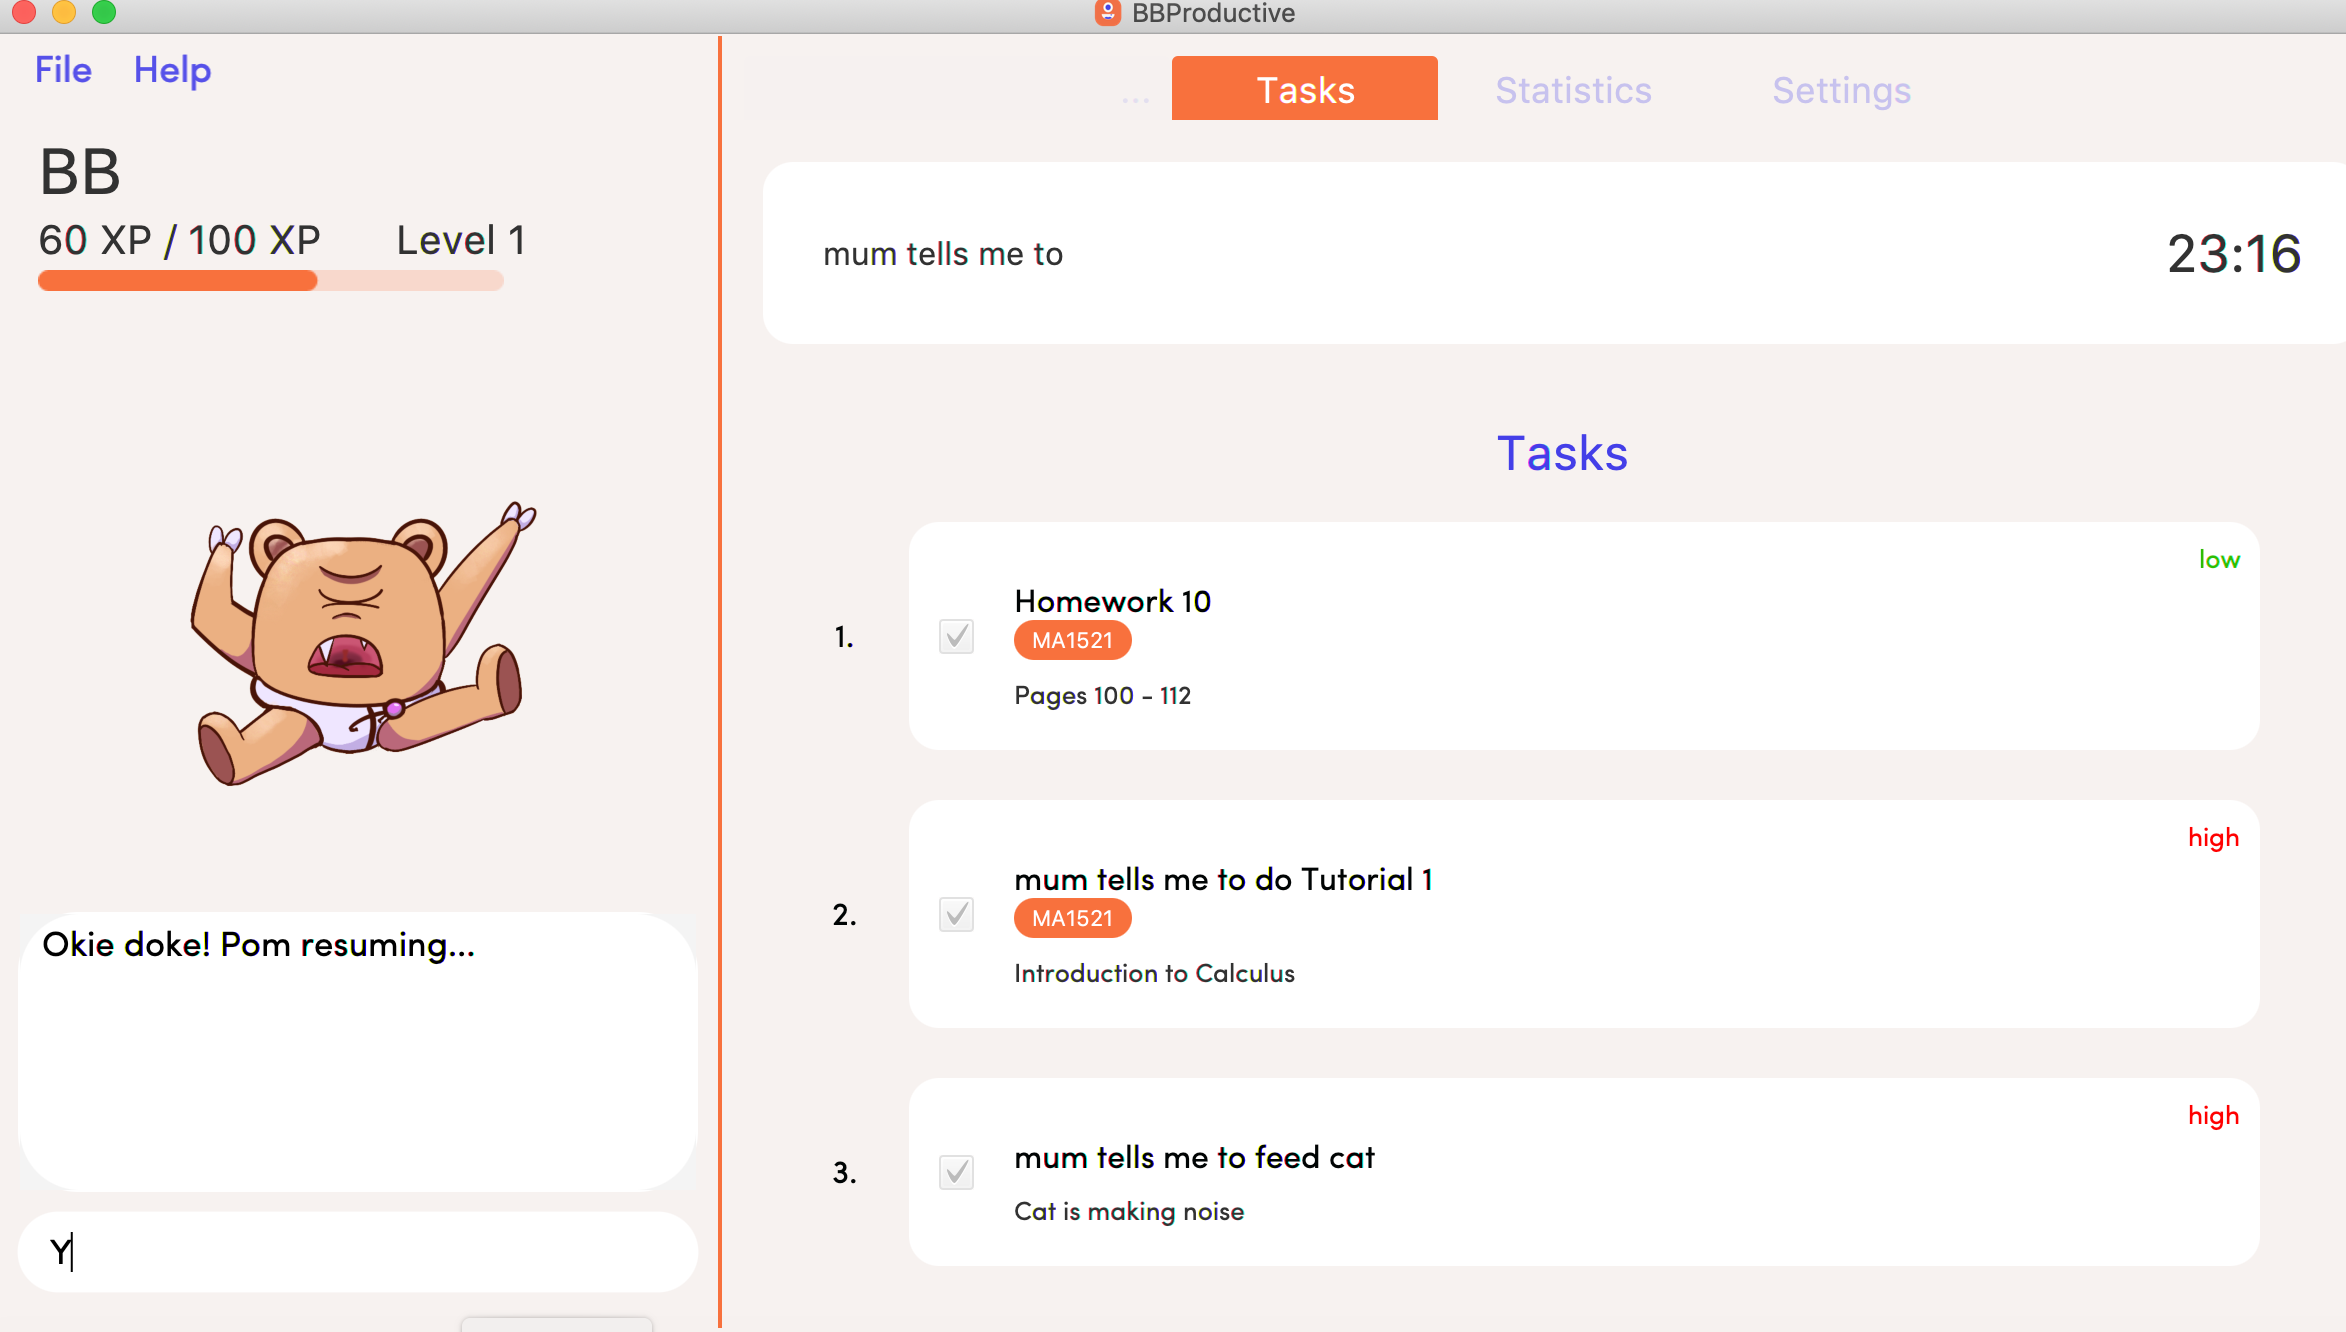 BBProductive
File Help
... Tasks Statistics Settings
BB
60 XP / 100 XP Level 1
mum tells me to
23:16
Tasks
1.
Homework 10
low
MA1521
Pages 100 - 112
2.
mum tells me to do Tutorial 1
high
MA1521
Introduction to Calculus
3.
mum tells me to feed cat
high
Cat is making noise
Okie doke! Pom resuming...
Y